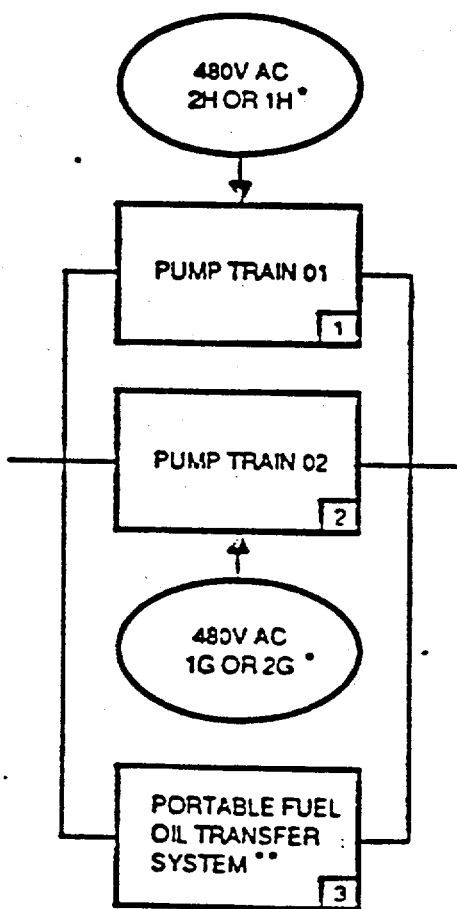 480V AC
2H OR 1H*
PUMP TRAIN 01
1
PUMP TRAIN 02
2
480V AC
1G OR 2G *
PORTABLE FUEL
OIL TRANSFER
SYSTEM **
3